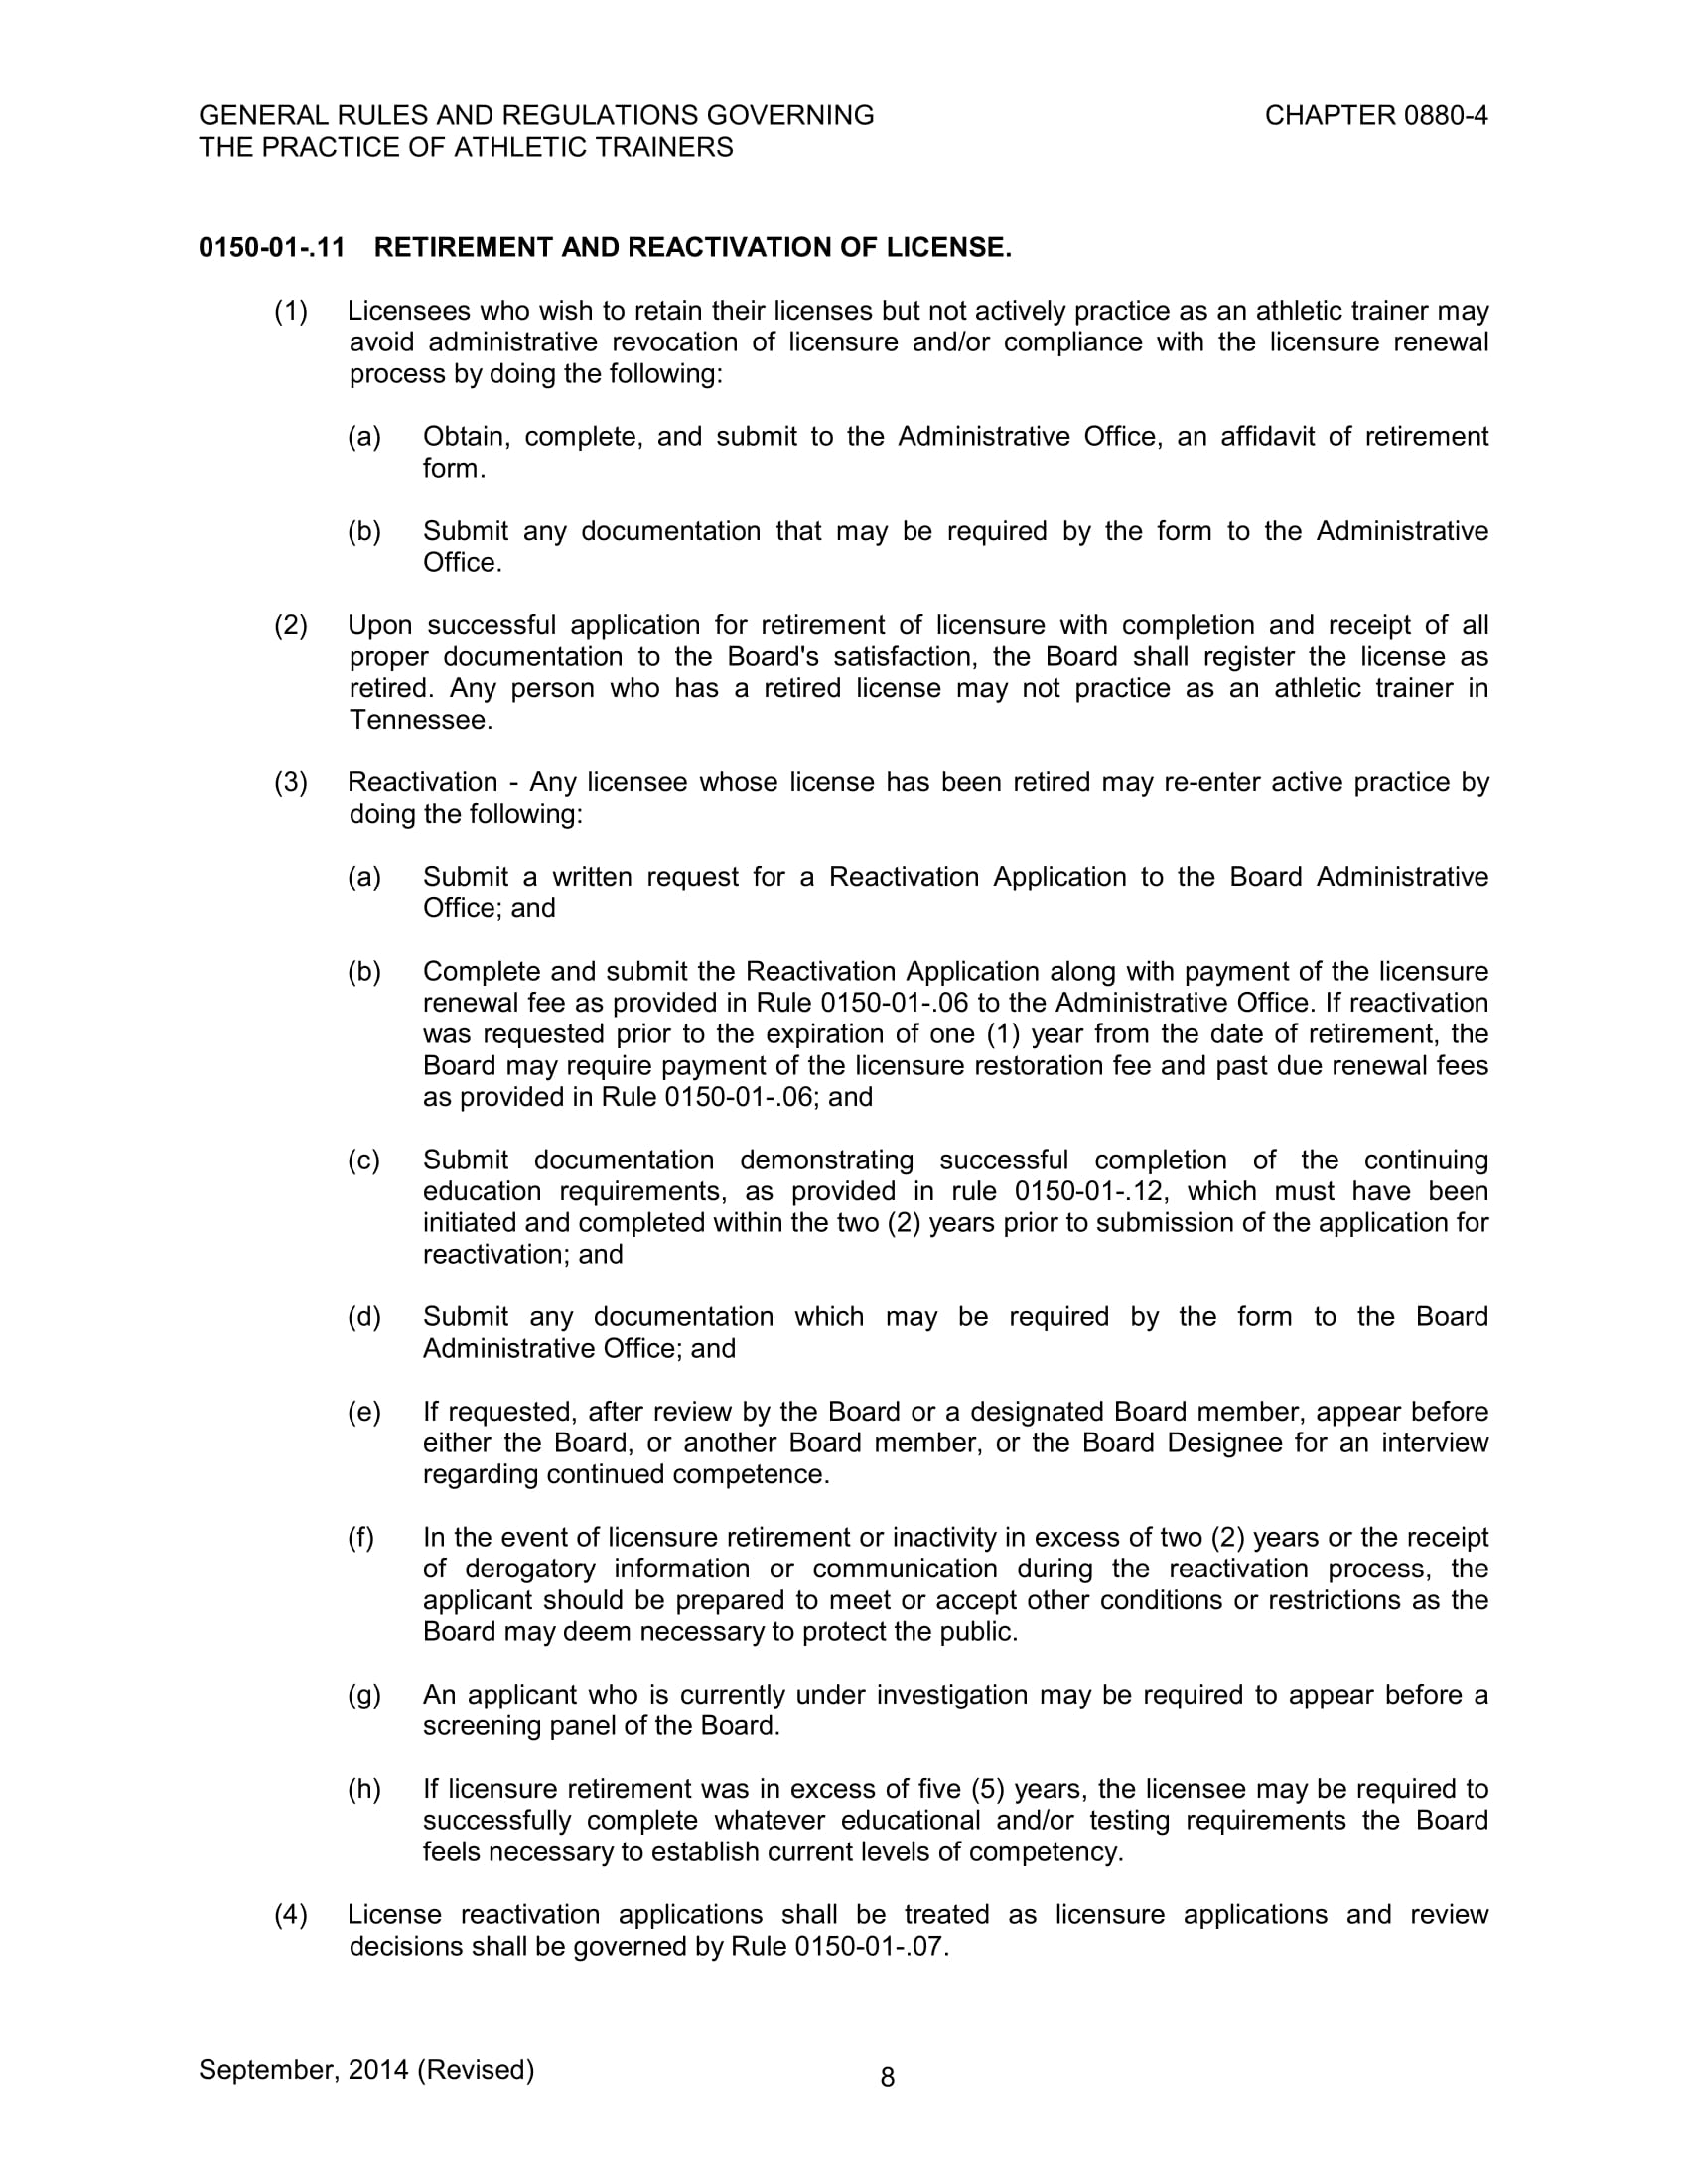 GENERAL RULES AND REGULATIONS GOVERNING CHAPTER 0880-4
THE PRACTICE OF ATHLETIC TRAINERS
0150-01-.11 RETIREMENT AND REACTIVATION OF LICENSE.
(1) Licensees who wish to retain their licenses but not actively practice as an athletic trainer may
avoid administrative revocation of licensure and/or compliance with the licensure renewal
process by doing the following:
(a) Obtain, complete, and submit to the Administrative Office, an affidavit of retirement
form.
(b) Submit any documentation that may be required by the form to the Administrative
Office.
(2) Upon successful application for retirement of licensure with completion and receipt of all
proper documentation to the Board's satisfaction, the Board shall register the license as
retired. Any person who has a retired license may not practice as an athletic trainer in
Tennessee.
(3) Reactivation - Any licensee whose license has been retired may re-enter active practice by
doing the following:
(a) Submit a written request for a Reactivation Application to the Board Administrative
Office; and
(b) Complete and submit the Reactivation Application along with payment of the licensure
renewal fee as provided in Rule 0150-01-.06 to the Administrative Office. If reactivation
was requested prior to the expiration of one (1) year from the date of retirement, the
Board may require payment of the licensure restoration fee and past due renewal fees
as provided in Rule 0150-01-.06; and
(c) Submit documentation demonstrating successful completion of the continuing
education requirements, as provided in rule 0150-01-.12, which must have been
initiated and completed within the two (2) years prior to submission of the application for
reactivation; and
(d) Submit any documentation which may be required by the form to the Board
Administrative Office; and
(e) If requested, after review by the Board or a designated Board member, appear before
either the Board, or another Board member, or the Board Designee for an interview
regarding continued competence.
(f) In the event of licensure retirement or inactivity in excess of two (2) years or the receipt
of derogatory information or communication during the reactivation process, the
applicant should be prepared to meet or accept other conditions or restrictions as the
Board may deem necessary to protect the public.
(g) An applicant who is currently under investigation may be required to appear before a
screening panel of the Board.
(h) If licensure retirement was in excess of five (5) years, the licensee may be required to
successfully complete whatever educational and/or testing requirements the Board
feels necessary to establish current levels of competency.
(4) License reactivation applications shall be treated as licensure applications and review
decisions shall be governed by Rule 0150-01-.07.
September, 2014 (Revised)
8